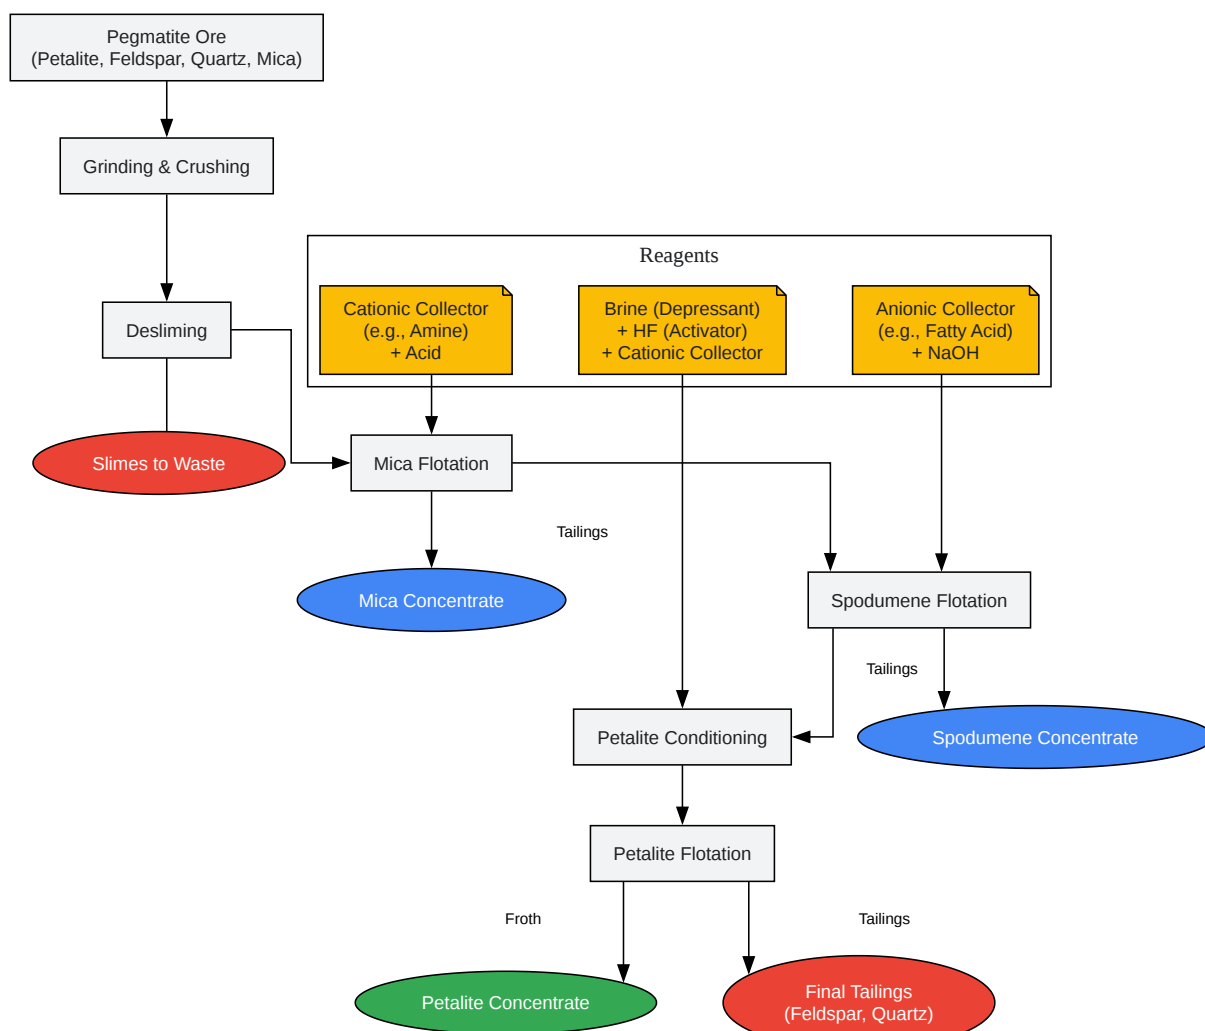 Pegmatite Ore
(Petalite, Feldspar, Quartz, Mica)
Grinding & Crushing
Reagents
Cationic Collector
(e.g., Amine)
+ Acid
Brine (Depressant)
+ HF (Activator)
+ Cationic Collector
Anionic Collector
(e.g., Fatty Acid)
+ NaOH
Desliming
Slimes to Waste
Mica Flotation
Tailings
Mica Concentrate
Spodumene Flotation
Tailings
Petalite Conditioning
Spodumene Concentrate
Petalite Flotation
Froth
Tailings
Petalite Concentrate
Final Tailings
(Feldspar, Quartz)